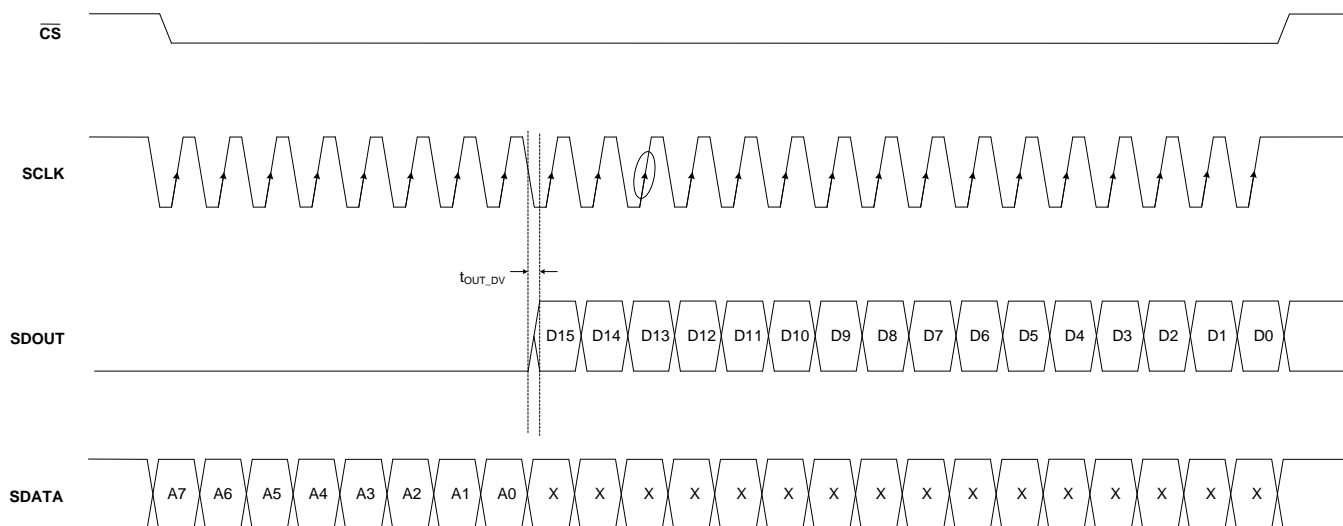 CS
SCLK
tOUT_DV
SDOUT D15 D14 D13 D12 D11 D10 D9 D8 D7 D6 D5 D4 D3 D2 D1 D0
SDATA A7 A6 A5 A4 A3 A2 A1 A0 X X X X X X X X X X X X X X X X